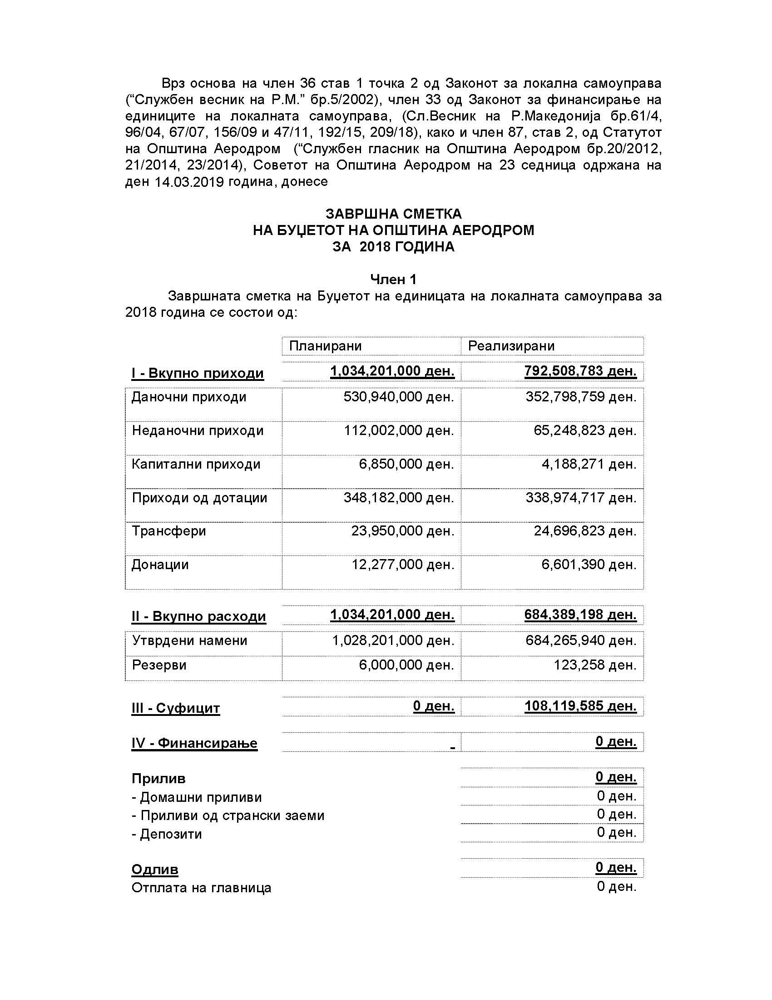 Врз основа на член 36 став 1 точка 2 од Законот за локална самоуправа
(“Службен весник на Р.М.” бр.5/2002), член 33 од Законот за финансирање на
единиците на локалната самоуправа, (Сл.Весник на Р.Македонија бр.61/4,
96/04, 67/07, 156/09 и 47/11, 192/15, 209/18), како и член 87, став 2, од Статутот
на Општина Аеродром (“Службен гласник на Општина Аеродром бр.20/2012,
21/2014, 23/2014), Советот на Општина Аеродром на 23 седница одржана на
ден 14.03.2019 година, донесе
ЗАВРШНА СМЕТКА
НА БУЏЕТОТ НА ОПШТИНА АЕРОДРОМ
ЗА 2018 ГОДИНА
Член 1
Завршната сметка на Буџетот на единицата на локалната самоуправа за
2018 година се состои од:
Планирани Реализирани
I - Вкупно приходи 1,034,201,000 ден. 792,508,783 ден.
Даночни приходи 530,940,000 ден. 352,798,759 ден.
Неданочни приходи 112,002,000 ден. 65,248,823 ден.
Капитални приходи 6,850,000 ден. 4,188,271 ден.
Приходи од дотации 348,182,000 ден. 338,974,717 ден.
Трансфери 23,950,000 ден. 24,696,823 ден.
Донации 12,277,000 ден. 6,601,390 ден.
II - Вкупно расходи 1,034,201,000 ден. 684,389,198 ден.
Утврдени намени 1,028,201,000 ден. 684,265,940 ден.
Резерви 6,000,000 ден. 123,258 ден.
III - Суфицит 0 ден. 108,119,585 ден.
IV - Финансирање - 0 ден.
Прилив 0 ден.
- Домашни приливи 0 ден.
- Приливи од странски заеми 0 ден.
- Депозити 0 ден.
Одлив 0 ден.
Отплата на главница 0 ден.